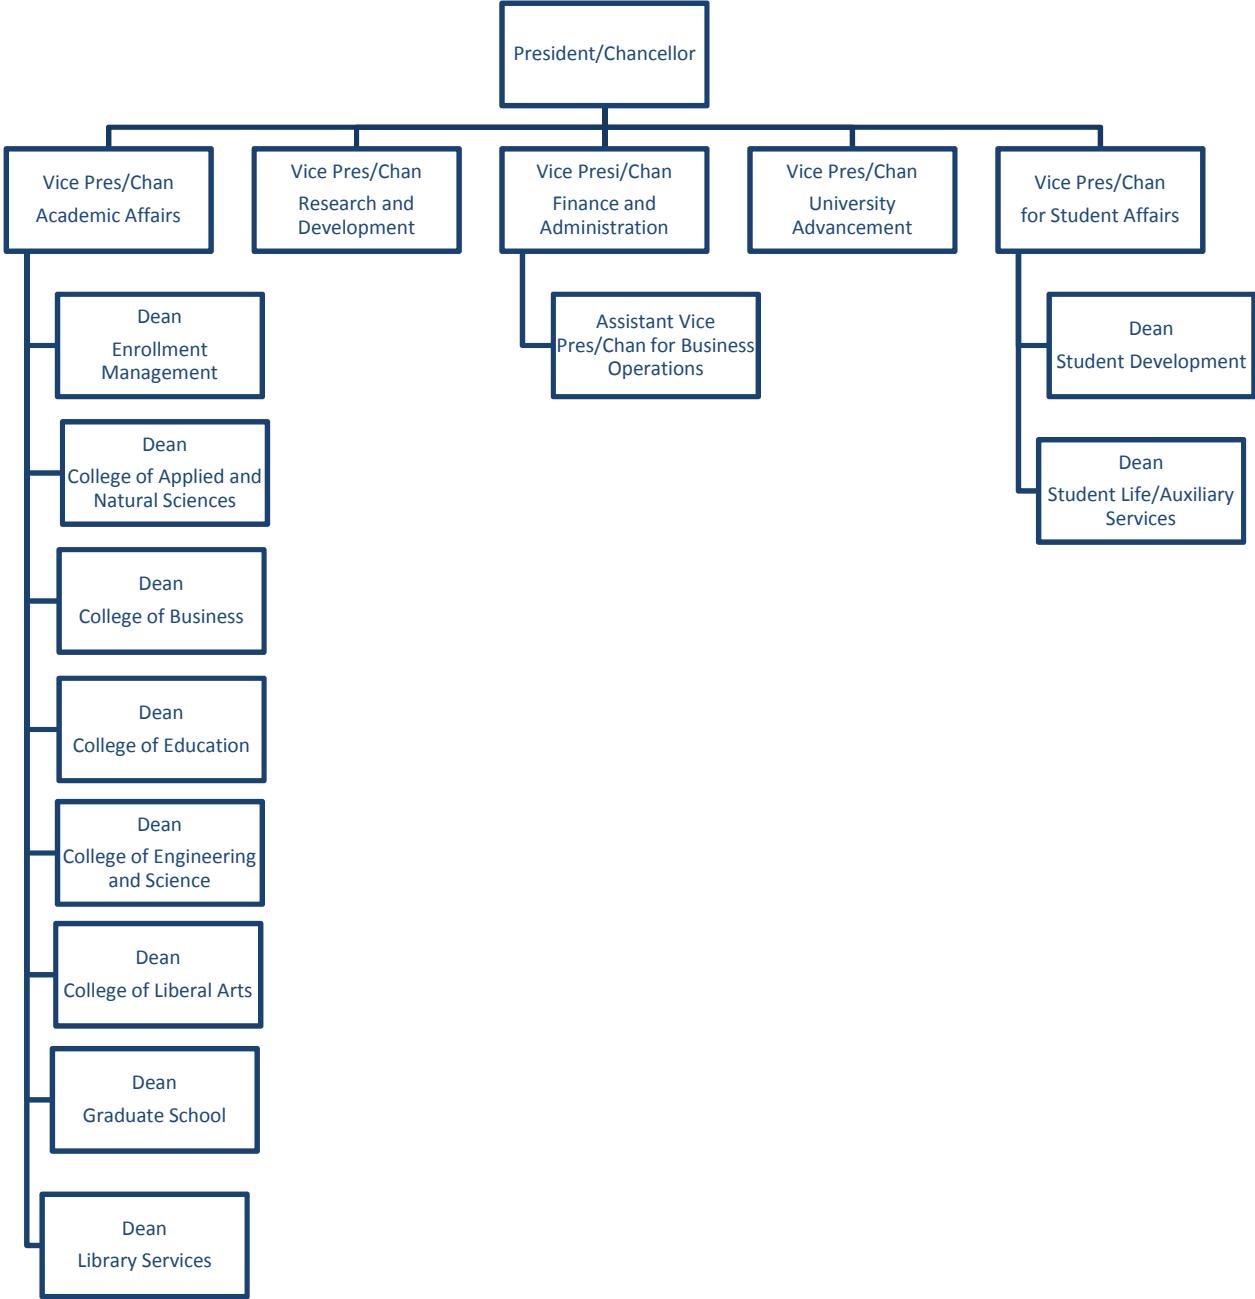 President/Chancellor
Vice Pres/Chan
Academic Affairs
Vice Pres/Chan
Research and
Development
Vice Presi/Chan
Finance and
Administration
Vice Pres/Chan
University
Advancement
Vice Pres/Chan
for Student Affairs
Dean
Enrollment
Management
Assistant Vice
Pres/Chan for Business
Operations
Dean
Student Development
Dean
College of Applied and
Natural Sciences
Dean
Student Life/Auxiliary
Services
Dean
College of Business
Dean
College of Education
Dean
College of Engineering
and Science
Dean
College of Liberal Arts
Dean
Graduate School
Dean
Library Services